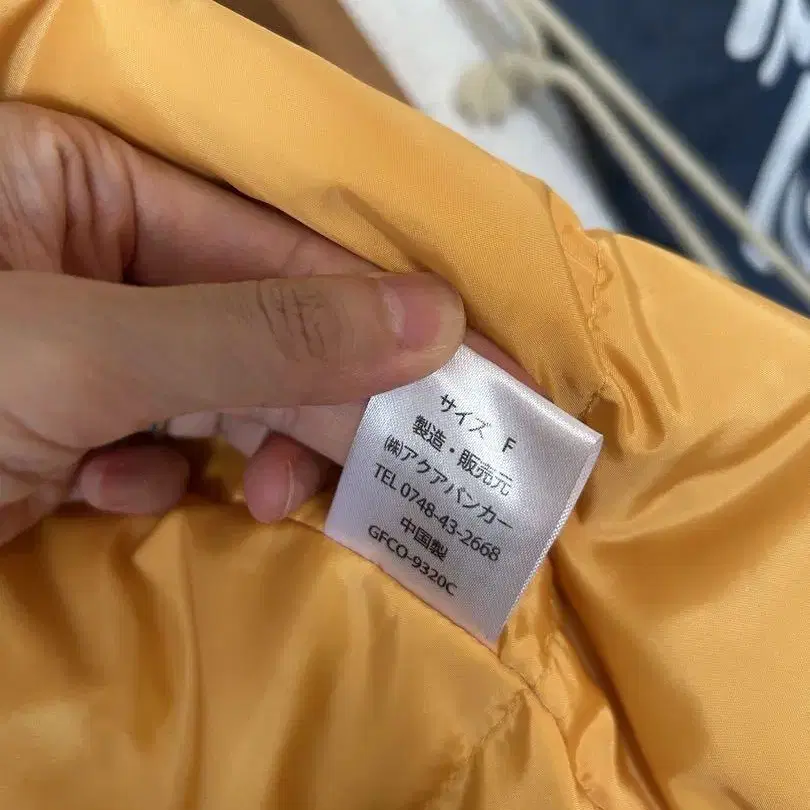 サイズ F
製造・販売元
㈱アクアバンカー
TEL 0748-43-2668
中国製
GFCO-9320C